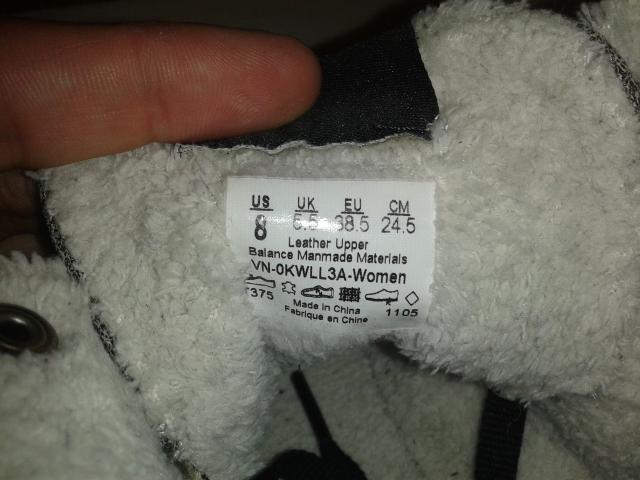 US UK EU CM
8 5.5 38.5 24.5
Leather Upper
Balance Manmade Materials
VN-0KWLL3A-Women
375 1105
Made in China
Fabrique en Chine